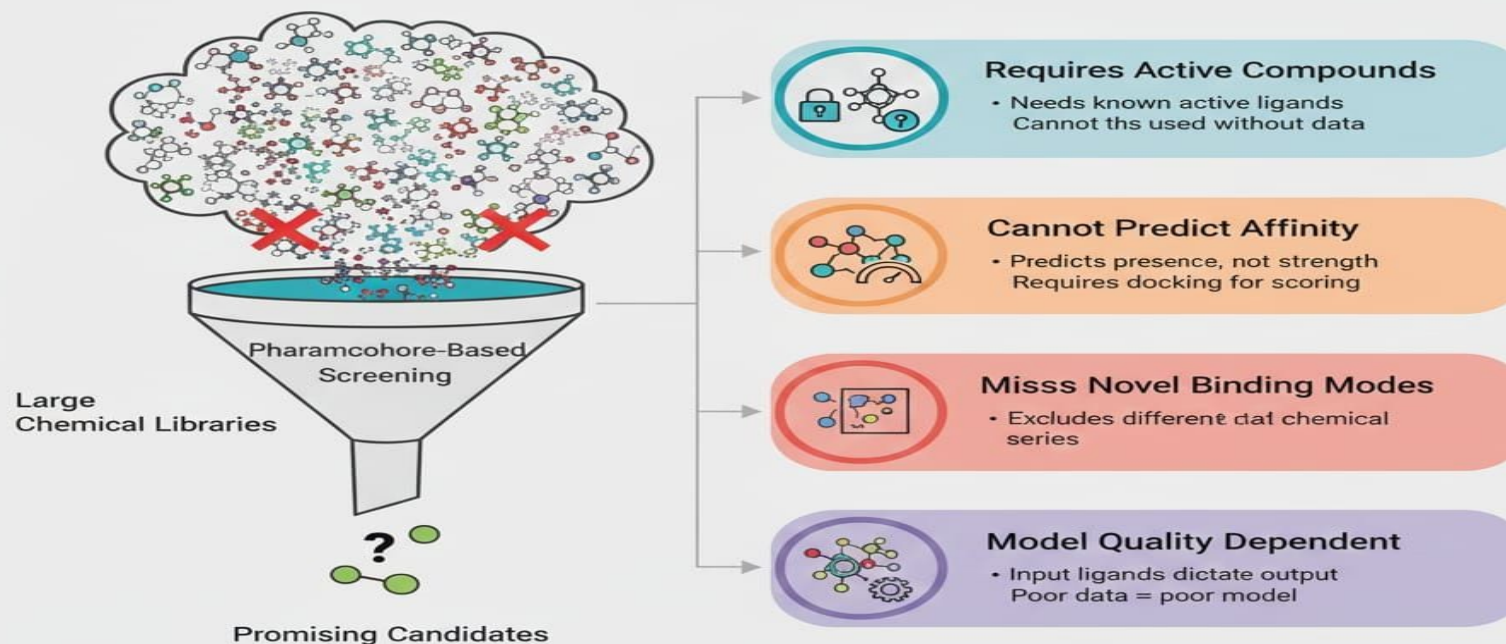 Large
Chemical Libraries
Pharamcohore-Based
Screening
?
Promising Candidates
Requires Active Compounds
• Needs known active ligands
Cannot ths used without data
Cannot Predict Affinity
• Predicts presence, not strength
Requires docking for scoring
Misss Novel Binding Modes
• Excludes different chemical
series
Model Quality Dependent
• Input ligands dictate output
Poor data = poor model